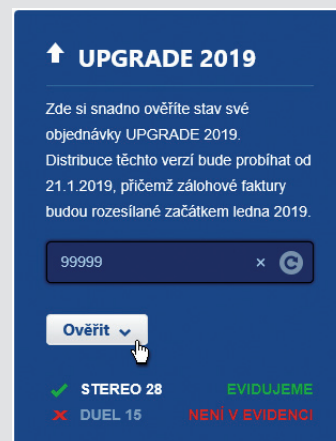 UPGRADE 2019
Zde si snadno ověříte stav své
objednávky UPGRADE 2019.
Distribuce těchto verzí bude probíhat od
21.1.2019, přičemž zálohové faktury
budou rozesílané začátkem ledna 2019.
99999 × C
Ověřit
STEREO 28 EVIDUJEME
DUEL 15 NENÍ V EVIDENCI